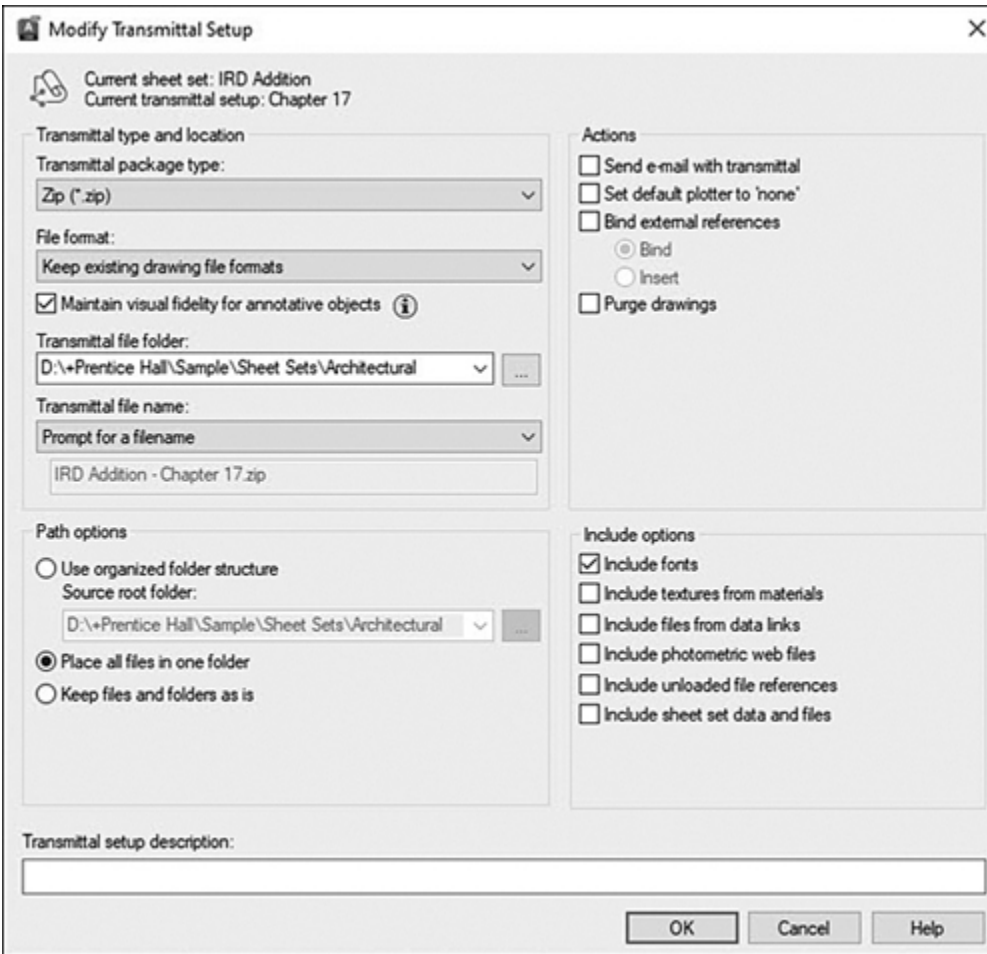 Modify Transmittal Setup
Current sheet set: IRD Addition
Current transmittal setup: Chapter 17
Transmittal type and location
Transmittal package type:
Zip (*.zip)
File format:
Keep existing drawing file formats
Maintain visual fidelity for annotative objects
Transmittal file folder:
D:\+Prentice Hall\Sample\Sheet Sets\Architectural
...
Transmittal file name:
Prompt for a filename
IRD Addition - Chapter 17.zip
Actions
Send e-mail with transmittal
Set default plotter to 'none'
Bind external references
Bind
Insert
Purge drawings
Path options
Use organized folder structure
Source root folder:
D:\+Prentice Hall\Sample\Sheet Sets\Architectural
...
Place all files in one folder
Keep files and folders as is
Include options
Include fonts
Include textures from materials
Include files from data links
Include photometric web files
Include unloaded file references
Include sheet set data and files
Transmittal setup description:
OK
Cancel
Help